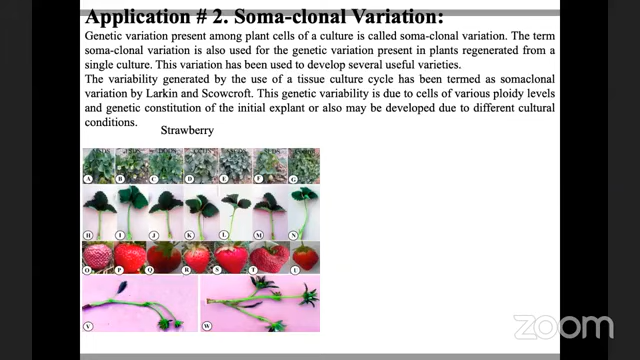 Application # 2. Soma-clonal Variation:
Genetic variation present among plant cells of a culture is called soma-clonal variation. The term
soma-clonal variation is also used for the genetic variation present in plants regenerated from a
single culture. This variation has been used to develop several useful varieties.
The variability generated by the use of a tissue culture cycle has been termed as somaclonal
variation by Larkin and Scowcroft. This genetic variability is due to cells of various ploidy levels
and genetic constitution of the initial explant or also may be developed due to different cultural
conditions.
Strawberry
A B C D E F G
H I J K L M N
O P Q R S T U
V W
zoom